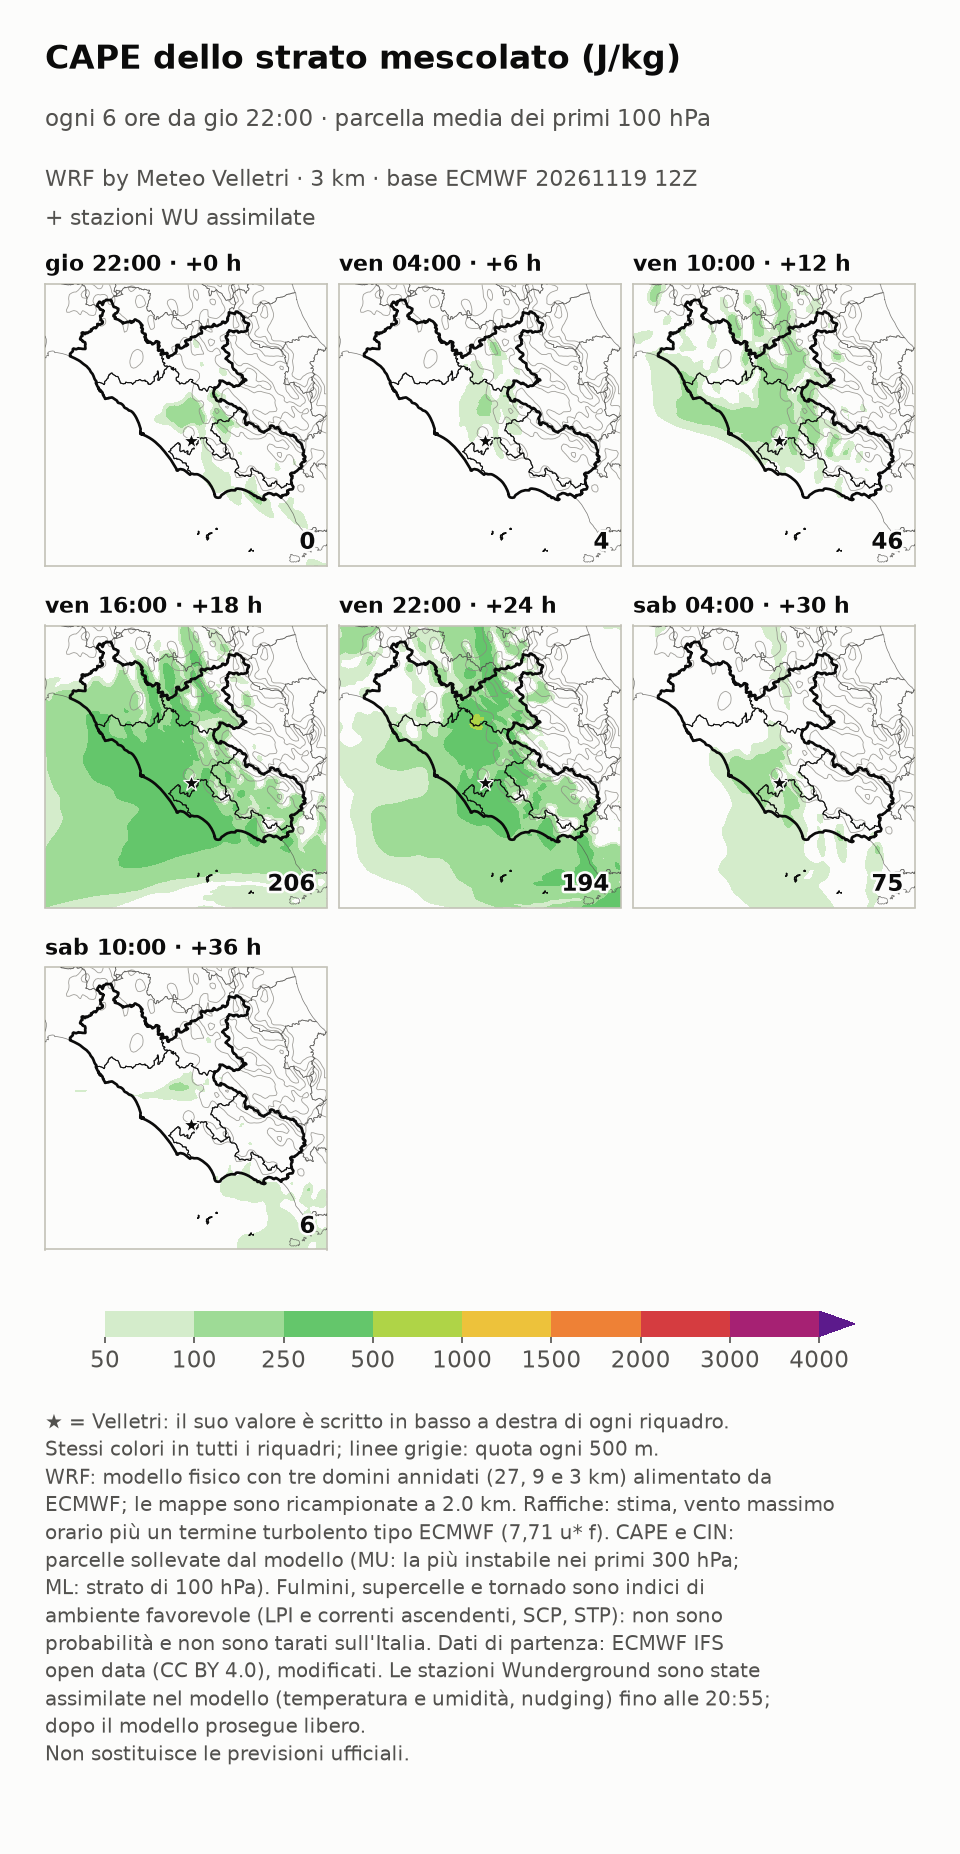 CAPE dello strato mescolato (J/kg)
ogni 6 ore da gio 22:00 · parcella media dei primi 100 hPa
WRF by Meteo Velletri · 3 km · base ECMWF 20261119 12Z
+ stazioni WU assimilate
gio 22:00 · +0 h
ven 04:00 · +6 h
ven 10:00 · +12 h
0
4
46
ven 16:00 · +18 h
ven 22:00 · +24 h
sab 04:00 · +30 h
206
194
75
sab 10:00 · +36 h
6
50 100 250 500 1000 1500 2000 3000 4000
★ = Velletri: il suo valore è scritto in basso a destra di ogni riquadro.
Stessi colori in tutti i riquadri; linee grigie: quota ogni 500 m.
WRF: modello fisico con tre domini annidati (27, 9 e 3 km) alimentato da
ECMWF; le mappe sono ricampionate a 2.0 km. Raffiche: stima, vento massimo
orario più un termine turbolento tipo ECMWF (7,71 u* f). CAPE e CIN:
parcelle sollevate dal modello (MU: la più instabile nei primi 300 hPa;
ML: strato di 100 hPa). Fulmini, supercelle e tornado sono indici di
ambiente favorevole (LPI e correnti ascendenti, SCP, STP): non sono
probabilità e non sono tarati sull'Italia. Dati di partenza: ECMWF IFS
open data (CC BY 4.0), modificati. Le stazioni Wunderground sono state
assimilate nel modello (temperatura e umidità, nudging) fino alle 20:55;
dopo il modello prosegue libero.
Non sostituisce le previsioni ufficiali.